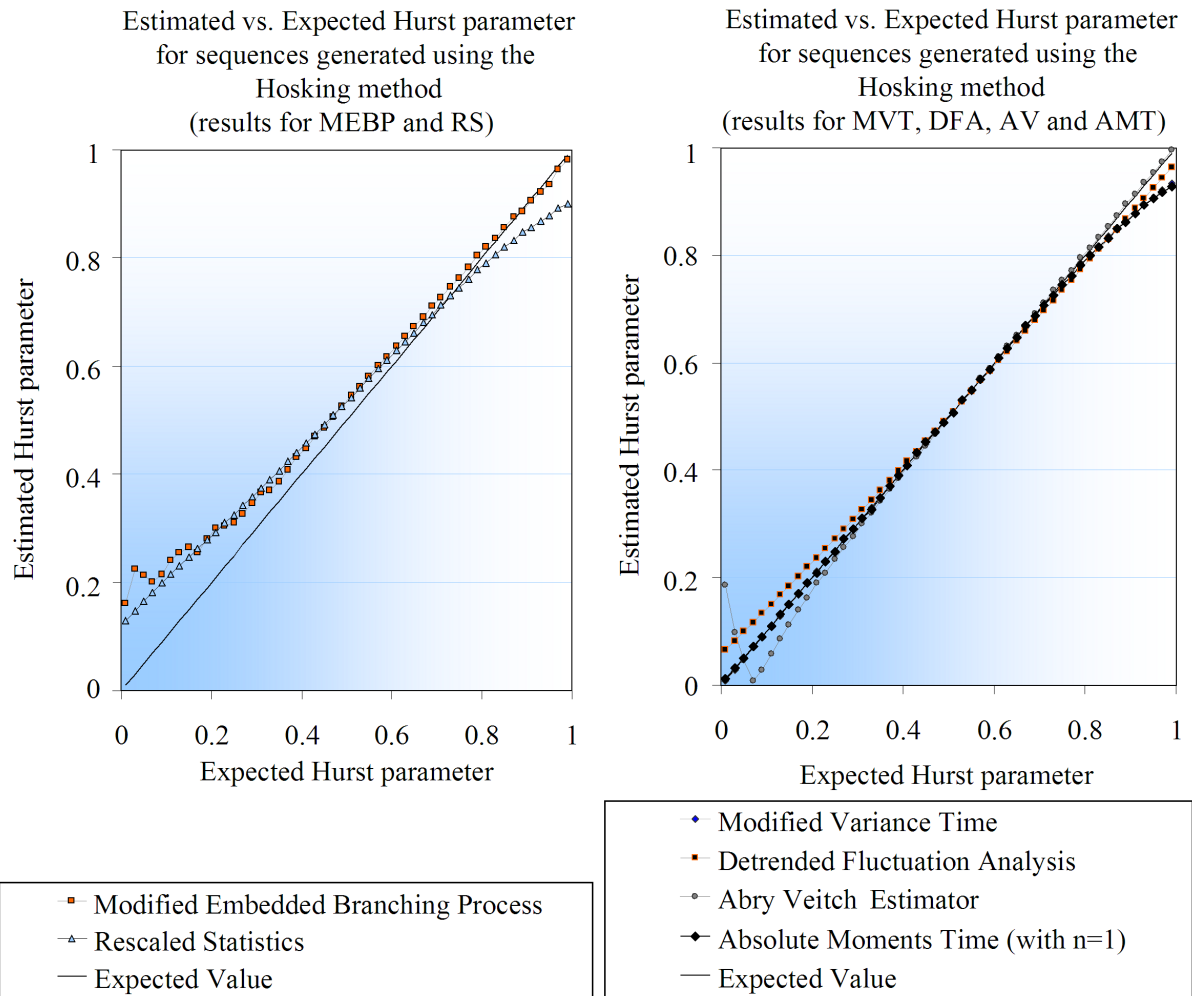 Estimated vs. Expected Hurst parameter
for sequences generated using the
Hosking method
(results for MEBP and RS)
1
0.8
0.6
0.4
0.2
0
Estimated Hurst parameter
0 0.2 0.4 0.6 0.8 1
Expected Hurst parameter
Modified Embedded Branching Process
Rescaled Statistics
Expected Value
Estimated vs. Expected Hurst parameter
for sequences generated using the
Hosking method
(results for MVT, DFA, AV and AMT)
1
0.8
0.6
0.4
0.2
0
Estimated Hurst parameter
0 0.2 0.4 0.6 0.8 1
Expected Hurst parameter
Modified Variance Time
Detrended Fluctuation Analysis
Abry Veitch Estimator
Absolute Moments Time (with n=1)
Expected Value